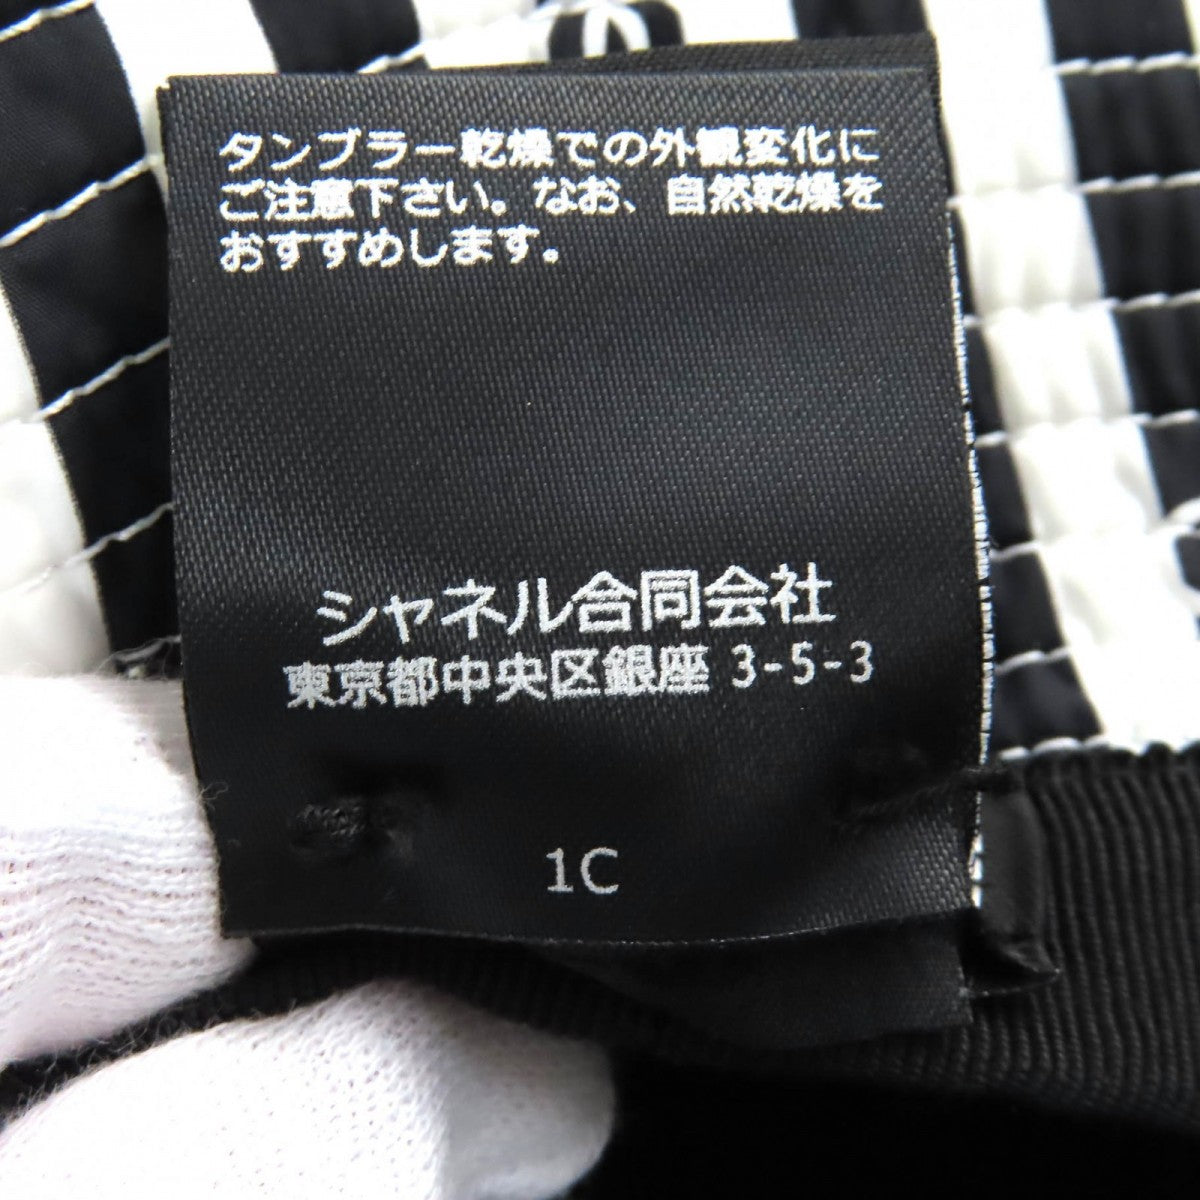 タンブラー乾燥での外観変化に
ご注意下さい。なお、自然乾燥を
おすすめします。
シャネル合同会社
東京都中央区銀座 3-5-3
1C